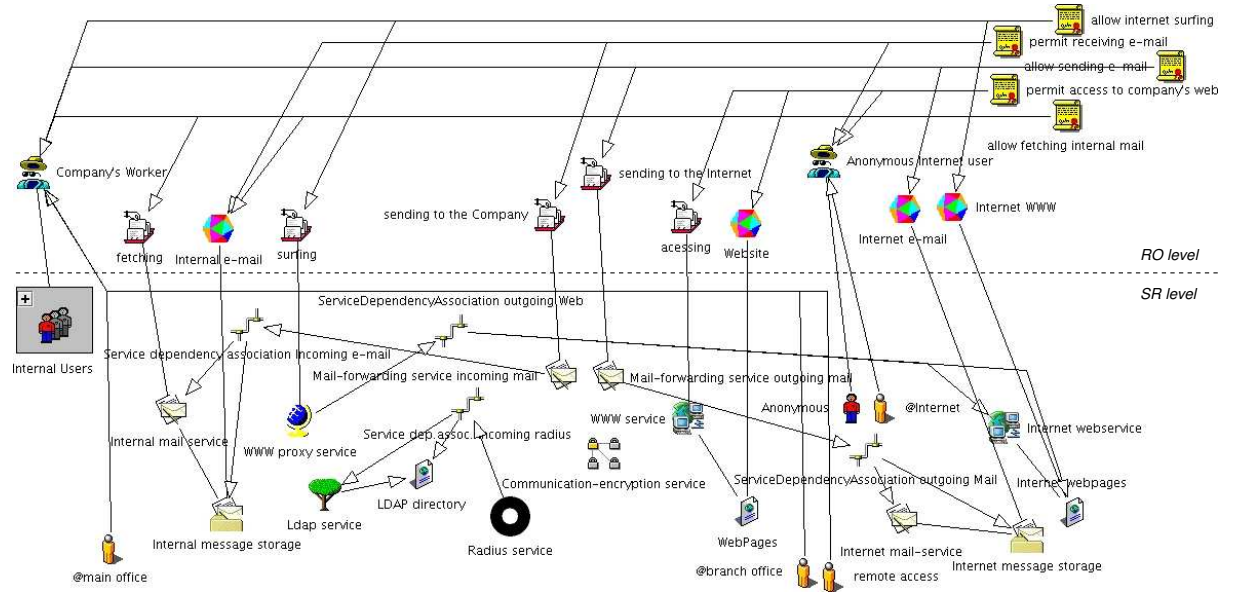 allow internet surfing
permit receiving e-mail
allow sending e-mail
permit access to company's web
allow fetching internal mail
Company's Worker
sending to the Internet
Anonymous Internet user
sending to the Company
Internet WWW
fetching
Internal e-mail
surfing
acessing
Website
Internet e-mail
RO level
SR level
ServiceDependencyAssociation outgoing Web
Service dependency association Incoming e-mail
Internal Users
Mail-forwarding service incoming mail
Mail-forwarding service outgoing mail
Anonymous
@Internet
WWW service
Internet webservice
Internal mail service
WWW proxy service
Service dep.assoc.incoming radius
Communication-encryption service
ServiceDependencyAssociation outgoing Mail
Internet webpages
LDAP directory
Ldap service
Internal message storage
Radius service
WebPages
Internet mail-service
Internet message storage
@main office
@branch office
remote access